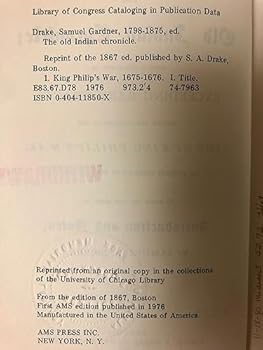 Library of Congress Cataloging in Publication Data
Drake, Samuel Gardner, 1798-1875, ed.
The old Indian chronicle.
Reprint of the 1867 ed. published by S. A. Drake,
Boston.
1. King Philip's War, 1675-1676. I. Title.
E83.67.D78 1976 973.2'4 74-7963
ISBN 0-404-11850-X
Reprinted from an original copy in the collections
of the University of Chicago Library
From the edition of 1867, Boston
First AMS edition published in 1976
Manufactured in the United States of America
AMS PRESS INC.
NEW YORK, N. Y.